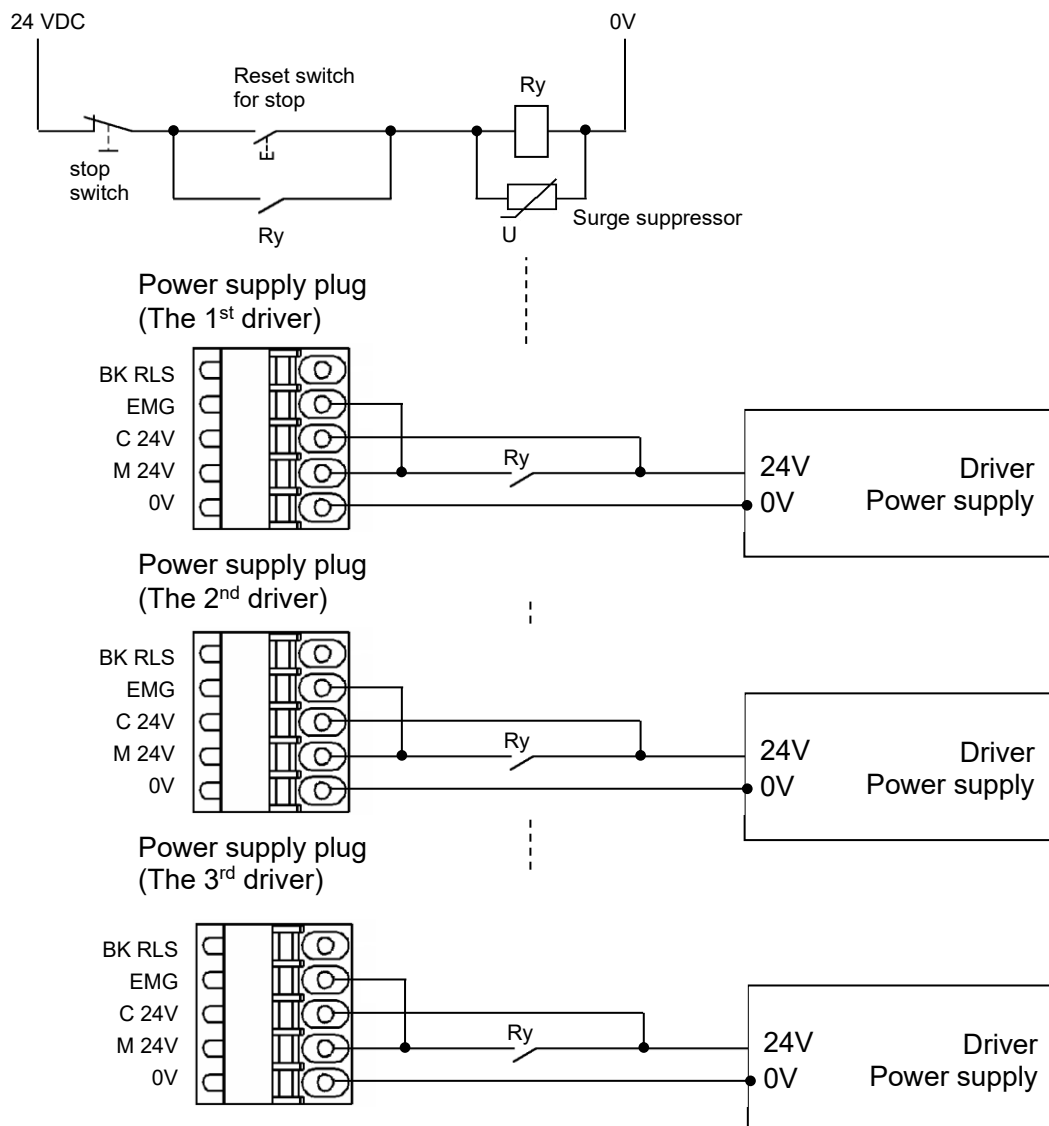 24 VDC
0V
Reset switch
for stop
Ry
stop
switch
Ry
U
Surge suppressor
Power supply plug
(The 1st driver)
BK RLS
EMG
C 24V
M 24V
0V
Ry
24V
0V
Driver
Power supply
Power supply plug
(The 2nd driver)
BK RLS
EMG
C 24V
M 24V
0V
Ry
24V
0V
Driver
Power supply
Power supply plug
(The 3rd driver)
BK RLS
EMG
C 24V
M 24V
0V
Ry
24V
0V
Driver
Power supply